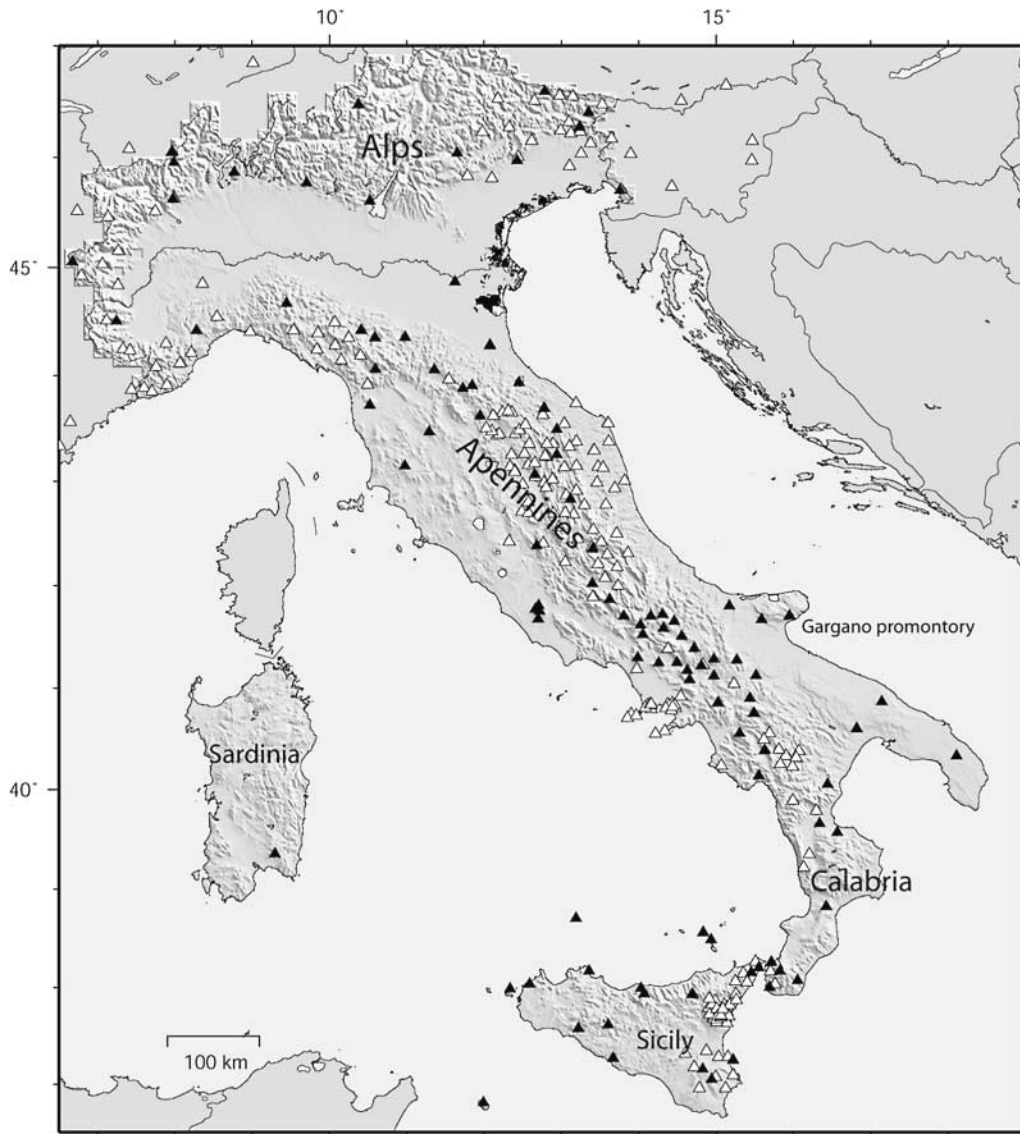 10°
15°
Alps
45°
Apennines
Gargano promontory
Sardinia
40°
Calabria
Sicily
100 km